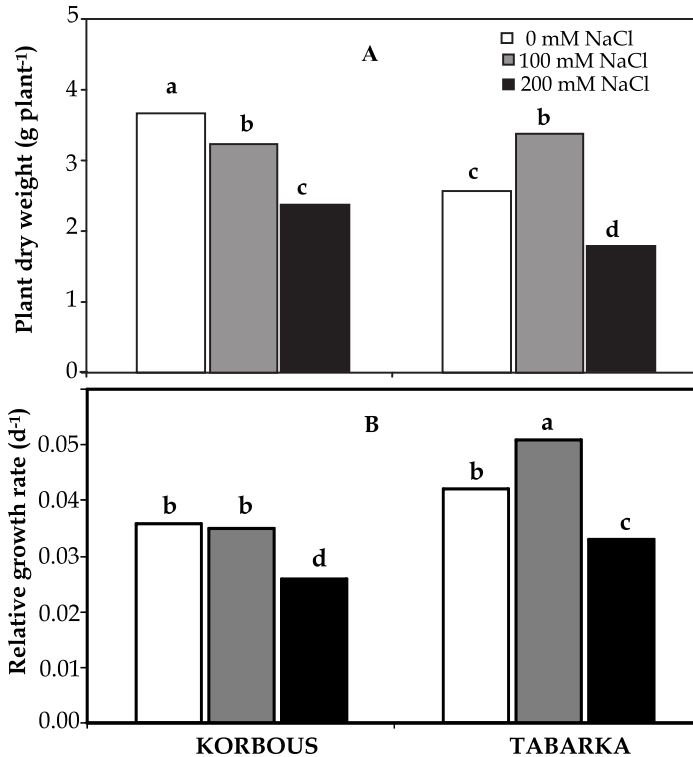 5
4
3
2
1
0
Plant dry weight (g plant-1)
A
0 mM NaCl
100 mM NaCl
200 mM NaCl
a
b
c
c
b
d
0.05
0.04
0.03
0.02
0.01
0.00
Relative growth rate (d-1)
B
b
b
d
b
a
c
KORBOUS
TABARKA